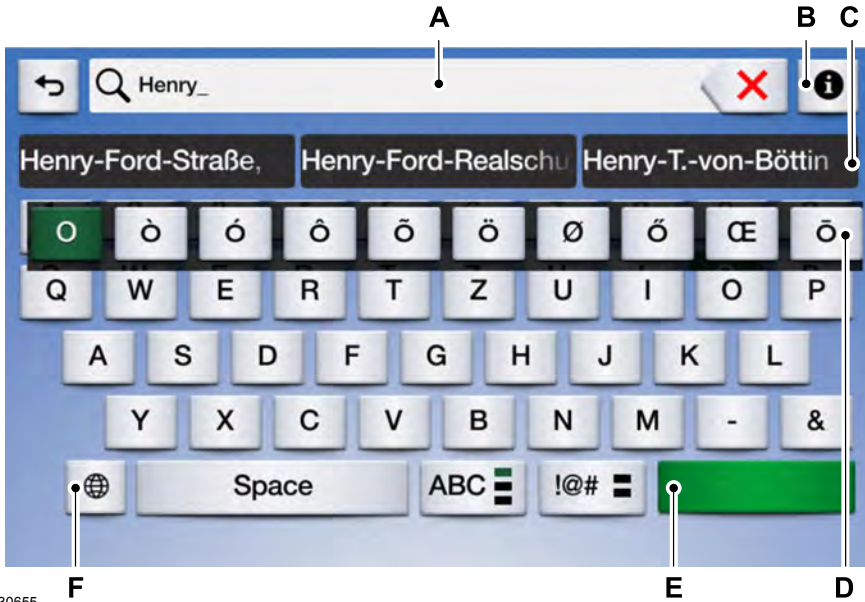 A B C
Henry_
Henry-Ford-Straße, Henry-Ford-Realschu Henry-T.-von-Böttin
O Ò Ó Ô Õ Ö Ø Ő Œ Ō
Q W E R T Z U I O P
A S D F G H J K L
Y X C V B N M - &
Space ABC !@#
F E D